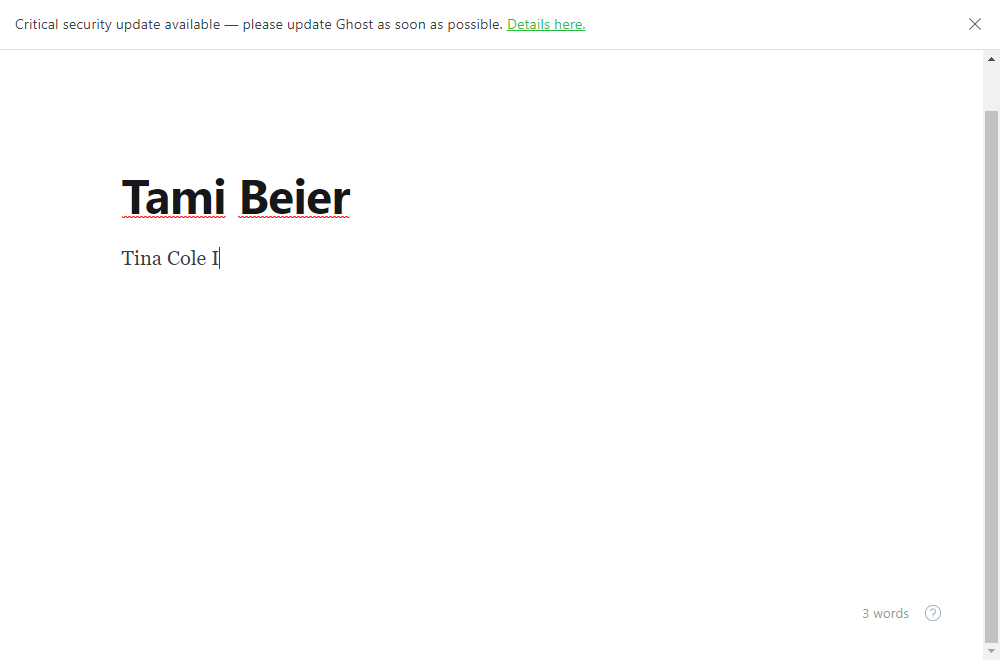 Critical security update available — please update Ghost as soon as possible. Details here.
Tami Beier
Tina Cole I
3 words